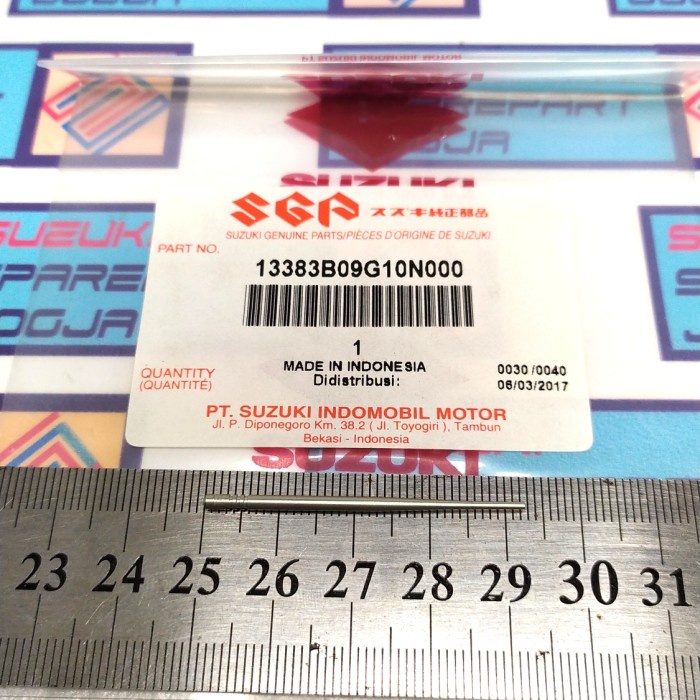 SUZUKI
SGP スズキ純正部品
SUZUKI GENUINE PARTS/PIÈCES D'ORIGINE DE SUZUKI
PART NO.
13383B09G10N000
1
MADE IN INDONESIA
Didistribusi:
QUANTITY
(QUANTITÉ)
0030 /0040
06/03/2017
PT. SUZUKI INDOMOBIL MOTOR
Jl. P. Diponegoro Km. 38.2 ( Jl. Toyogiri ), Tambun
Bekasi - Indonesia
SUZUKI
SUZUKI
23 24 25 26 27 28 29 30 31